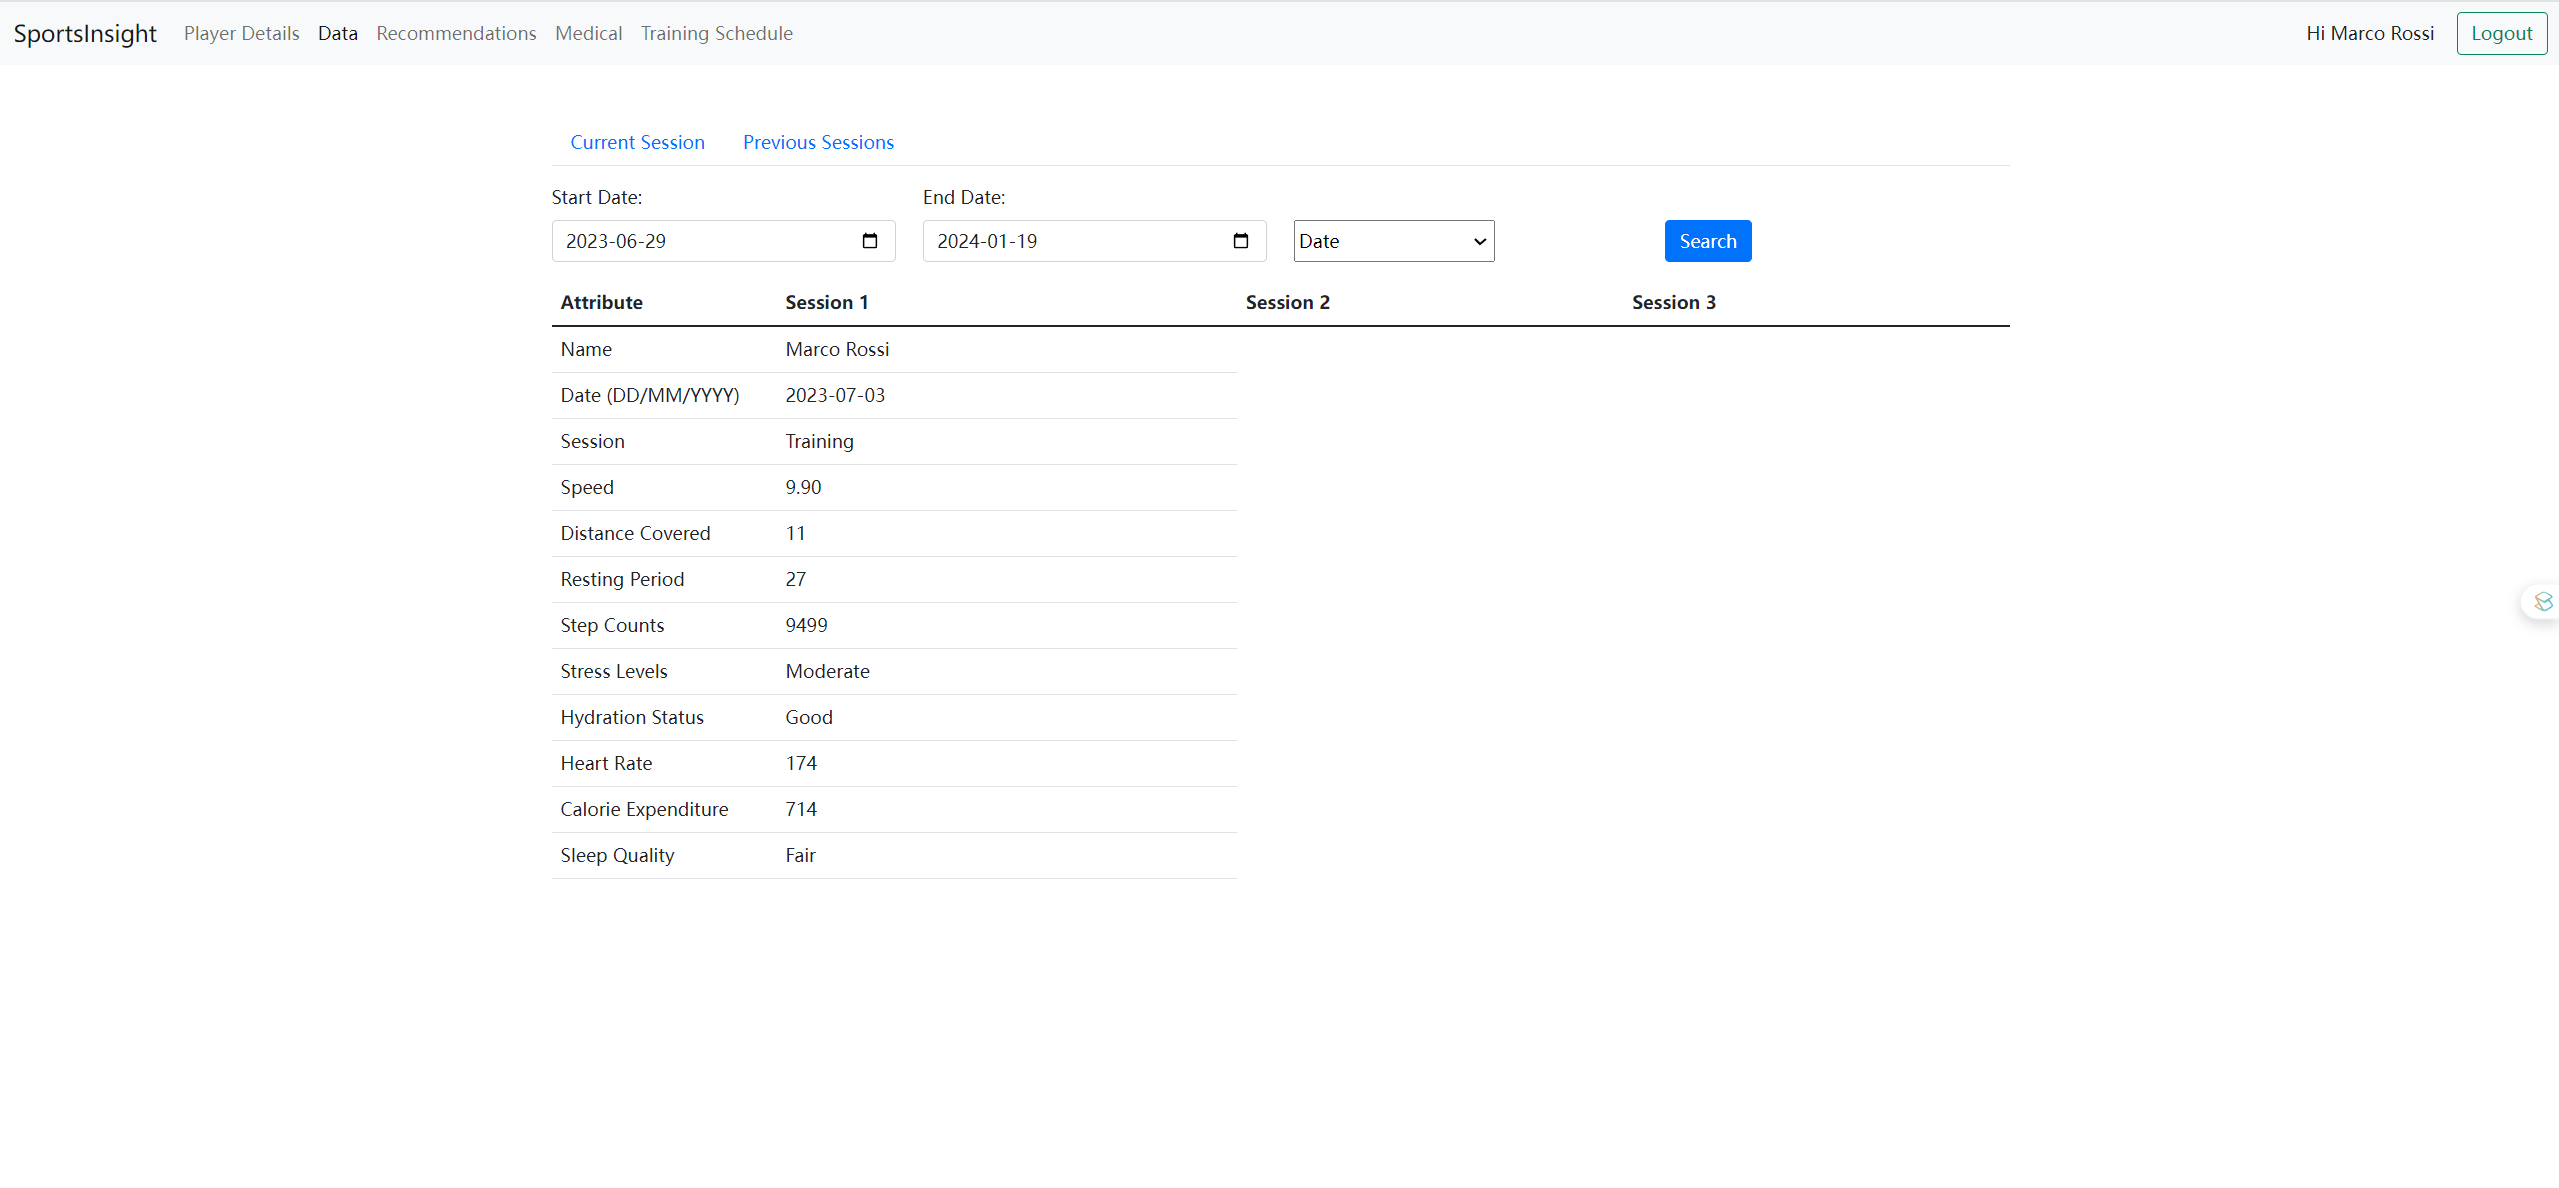 SportsInsight Player Details Data Recommendations Medical Training Schedule Hi Marco Rossi Logout
Current Session Previous Sessions
Start Date: End Date:
2023-06-29 2024-01-19 Date Search
Attribute Session 1 Session 2 Session 3
Name Marco Rossi
Date (DD/MM/YYYY) 2023-07-03
Session Training
Speed 9.90
Distance Covered 11
Resting Period 27
Step Counts 9499
Stress Levels Moderate
Hydration Status Good
Heart Rate 174
Calorie Expenditure 714
Sleep Quality Fair